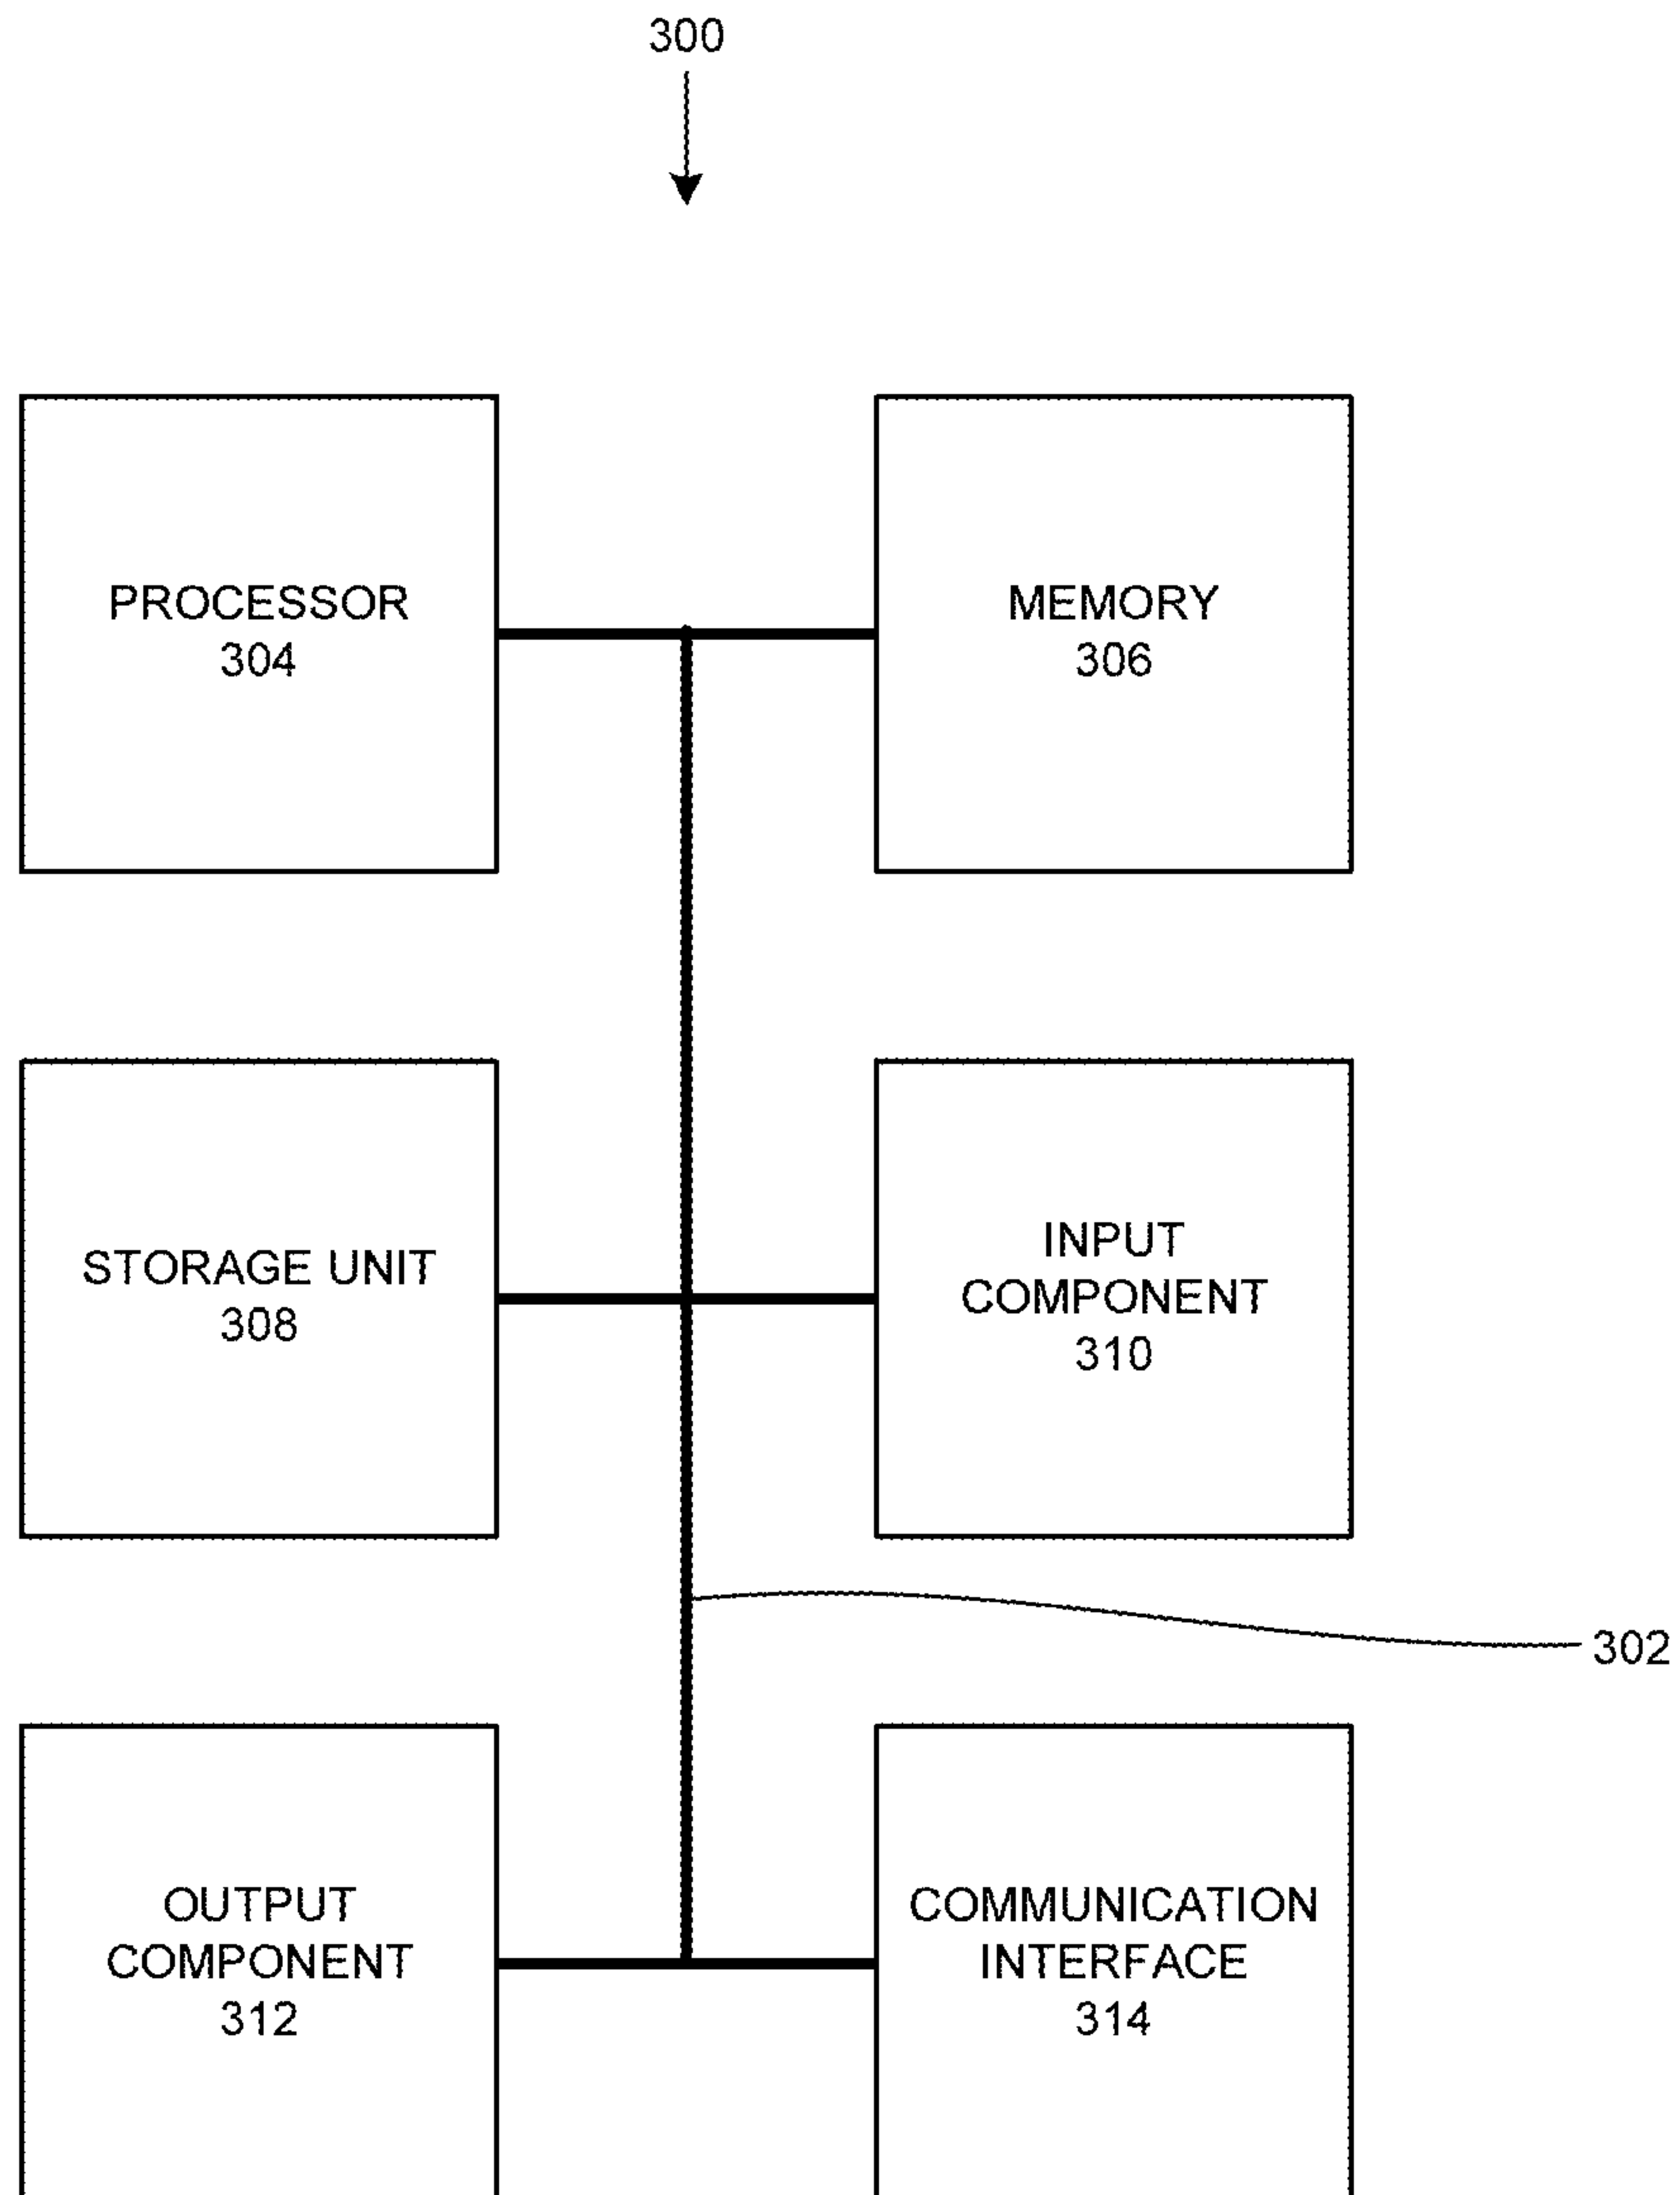 300
PROCESSOR
304
MEMORY
306
STORAGE UNIT
308
INPUT
COMPONENT
310
302
OUTPUT
COMPONENT
312
COMMUNICATION
INTERFACE
314